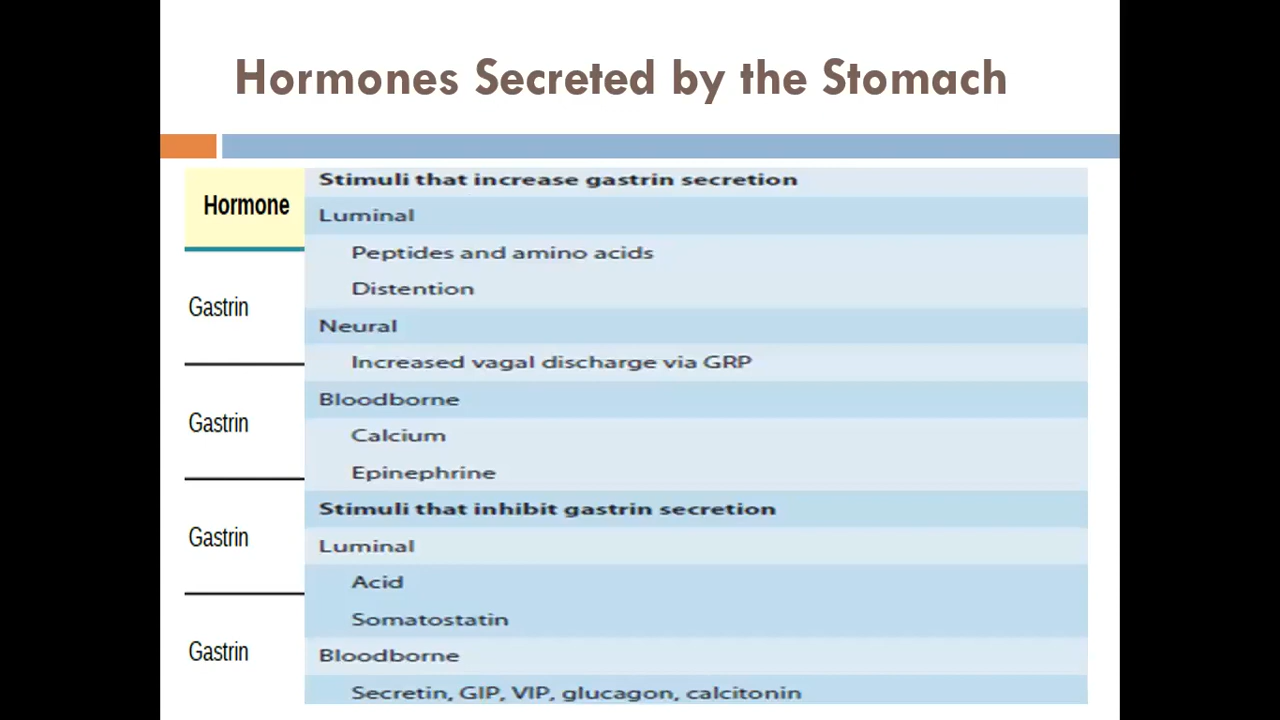 Hormones Secreted by the Stomach
Hormone
Gastrin
Gastrin
Gastrin
Gastrin
Stimuli that increase gastrin secretion
Luminal
Peptides and amino acids
Distention
Neural
Increased vagal discharge via GRP
Bloodborne
Calcium
Epinephrine
Stimuli that inhibit gastrin secretion
Luminal
Acid
Somatostatin
Bloodborne
Secretin, GIP, VIP, glucagon, calcitonin